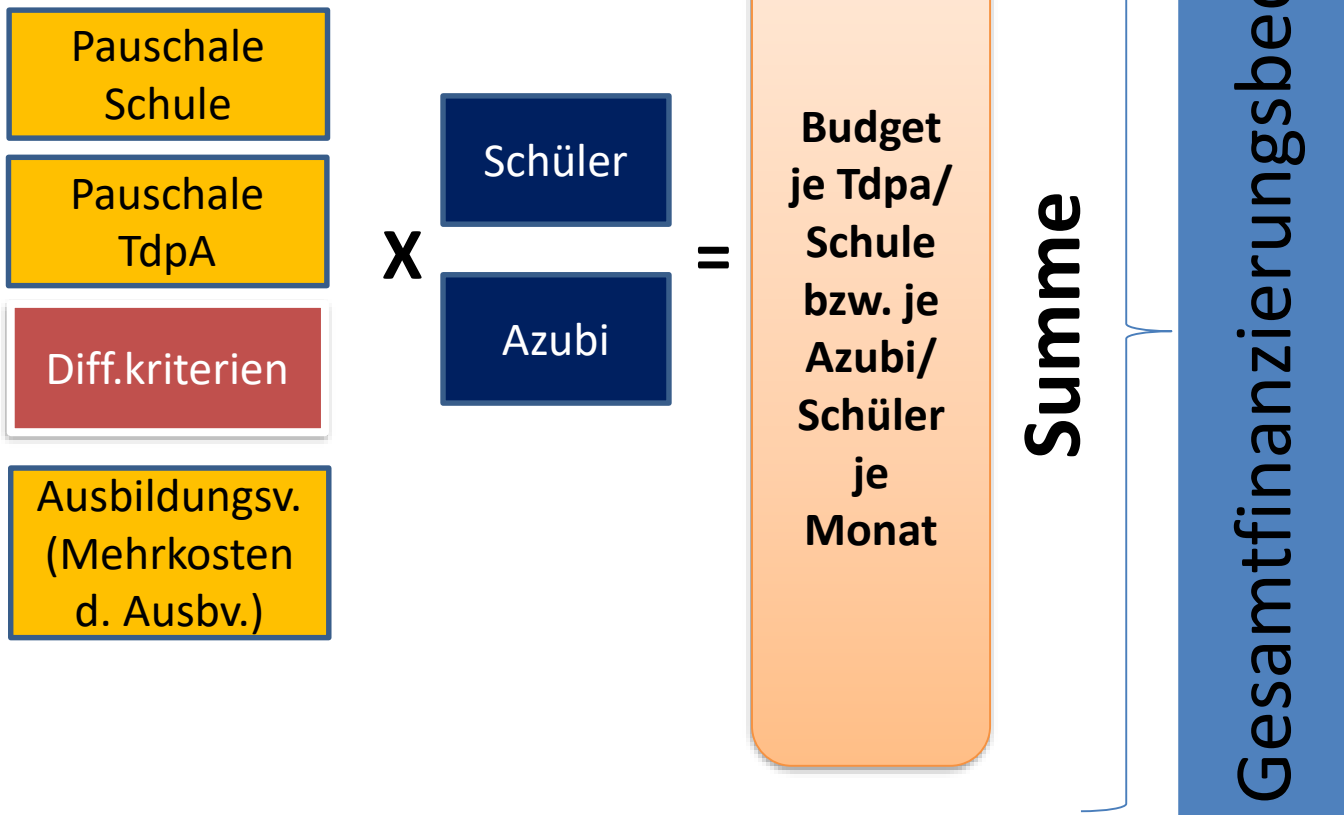 Pauschale
Schule
Pauschale
TdpA
Diff.kriterien
Ausbildungsv.
(Mehrkosten
d. Ausbv.)
X
Schüler
Azubi
=
Budget
je Tdpa/
Schule
bzw. je
Azubi/
Schüler
je
Monat
Summe